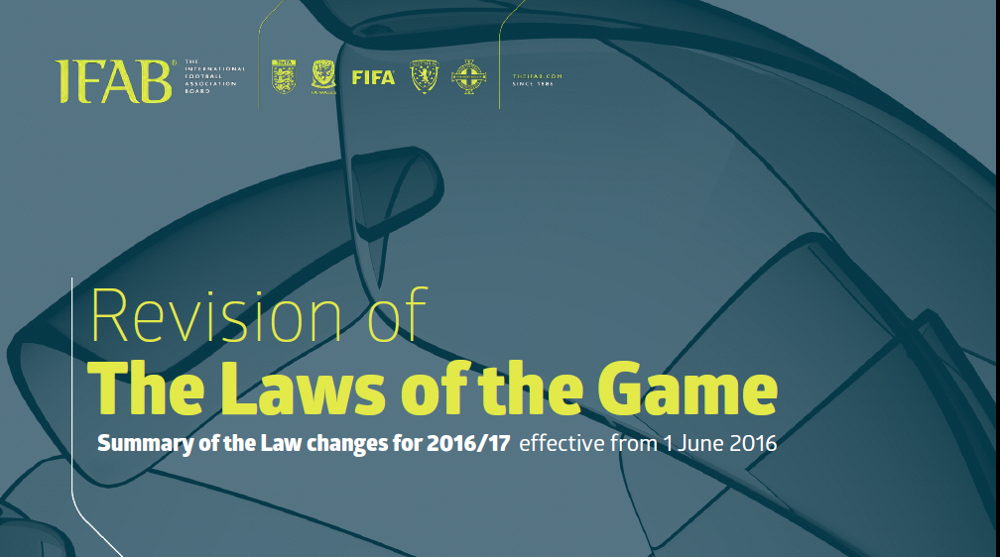 IFAB®
THE
INTERNATIONAL
FOOTBALL
ASSOCIATION
BOARD
FIFA
THEIFAB.COM
SINCE 1886
Revision of
The Laws of the Game
Summary of the Law changes for 2016/17 effective from 1 June 2016